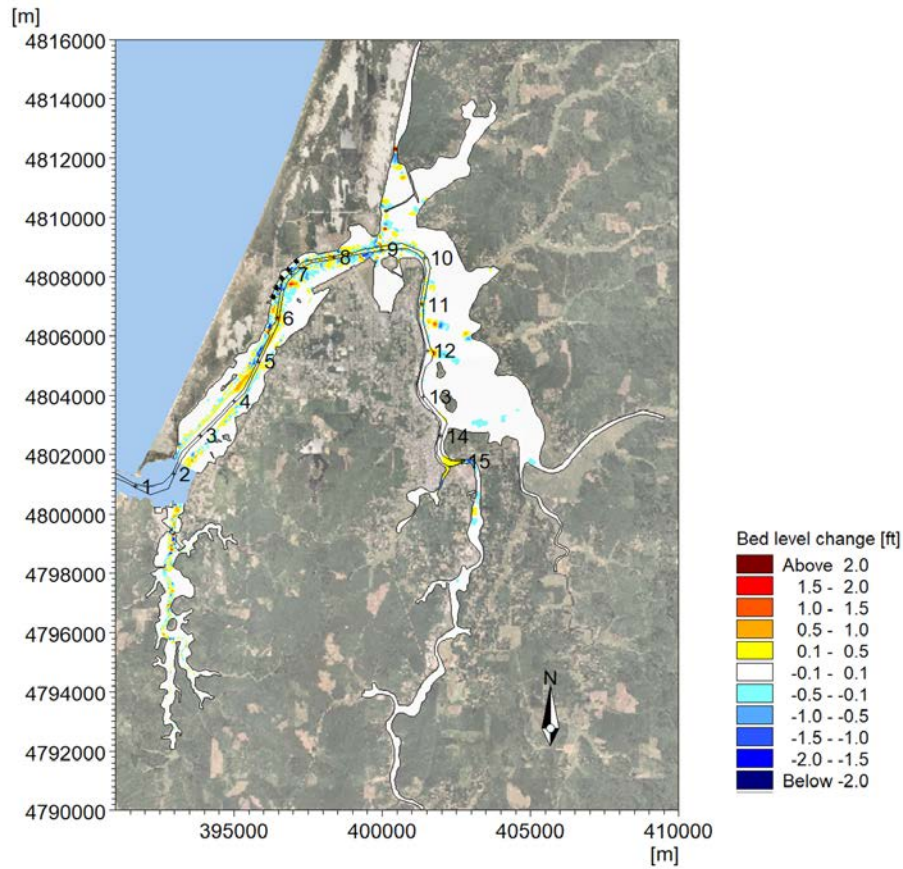 [m]
4816000
4814000
4812000
4810000
4808000
4806000
4804000
4802000
4800000
4798000
4796000
4794000
4792000
4790000
1
2
3
4
5
6
7
8
9
10
11
12
13
14
15
N
395000 400000 405000 410000
[m]
Bed level change [ft]
Above 2.0
1.5 - 2.0
1.0 - 1.5
0.5 - 1.0
0.1 - 0.5
-0.1 - 0.1
-0.5 - -0.1
-1.0 - -0.5
-1.5 - -1.0
-2.0 - -1.5
Below -2.0